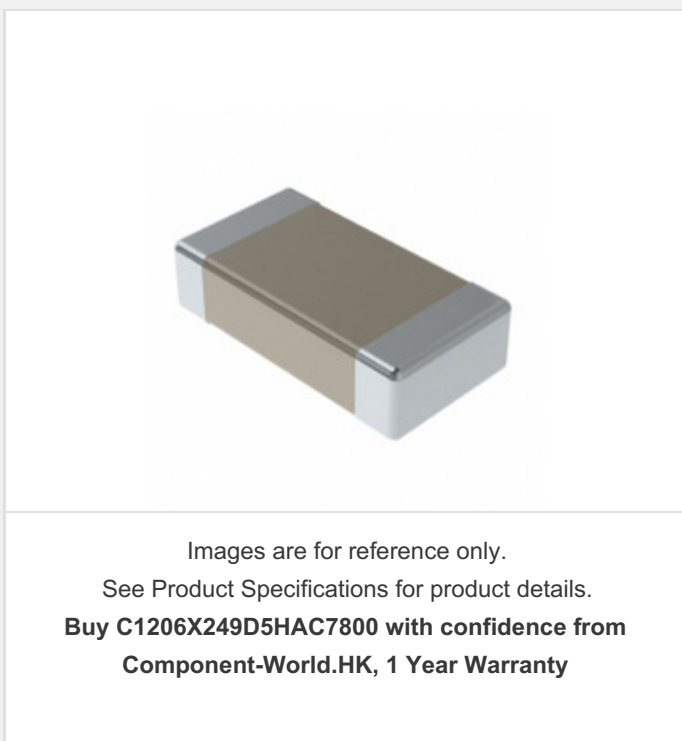 Images are for reference only.
See Product Specifications for product details.
Buy C1206X249D5HAC7800 with confidence from
Component-World.HK, 1 Year Warranty